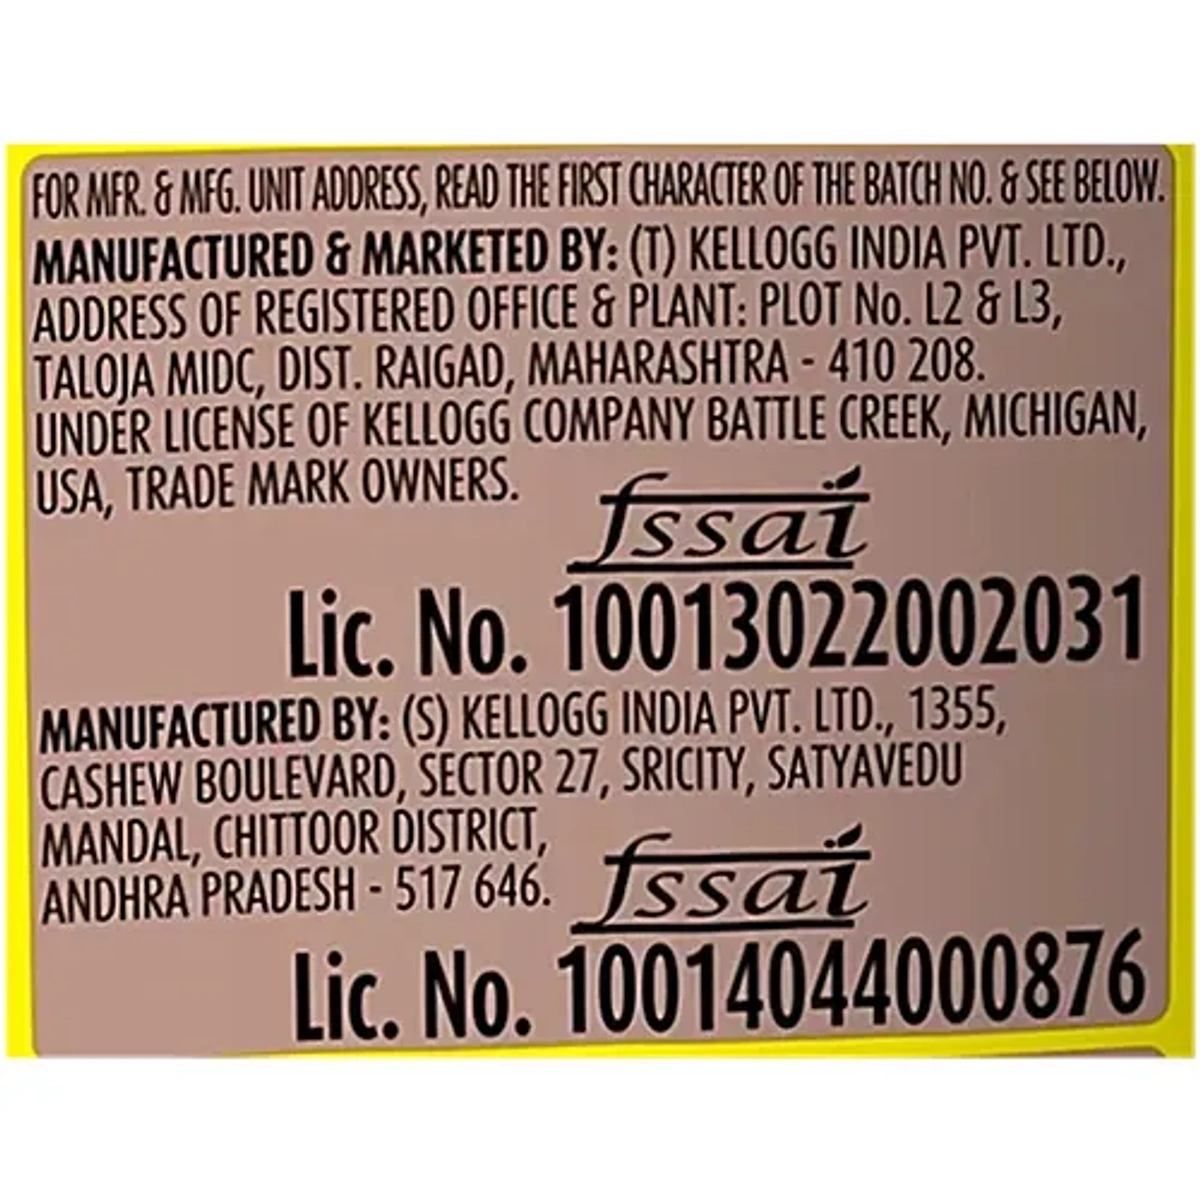 FOR MFR. & MFG. UNIT ADDRESS, READ THE FIRST CHARACTER OF THE BATCH NO. & SEE BELOW.
MANUFACTURED & MARKETED BY: (T) KELLOGG INDIA PVT. LTD.,
ADDRESS OF REGISTERED OFFICE & PLANT: PLOT No. L2 & L3,
TALOJA MIDC, DIST. RAIGAD, MAHARASHTRA - 410 208.
UNDER LICENSE OF KELLOGG COMPANY BATTLE CREEK, MICHIGAN,
USA, TRADE MARK OWNERS.
fssai
Lic. No. 10013022002031
MANUFACTURED BY: (S) KELLOGG INDIA PVT. LTD., 1355,
CASHEW BOULEVARD, SECTOR 27, SRICITY, SATYAVEDU
MANDAL, CHITTOOR DISTRICT,
ANDHRA PRADESH - 517 646.
fssai
Lic. No. 10014044000876